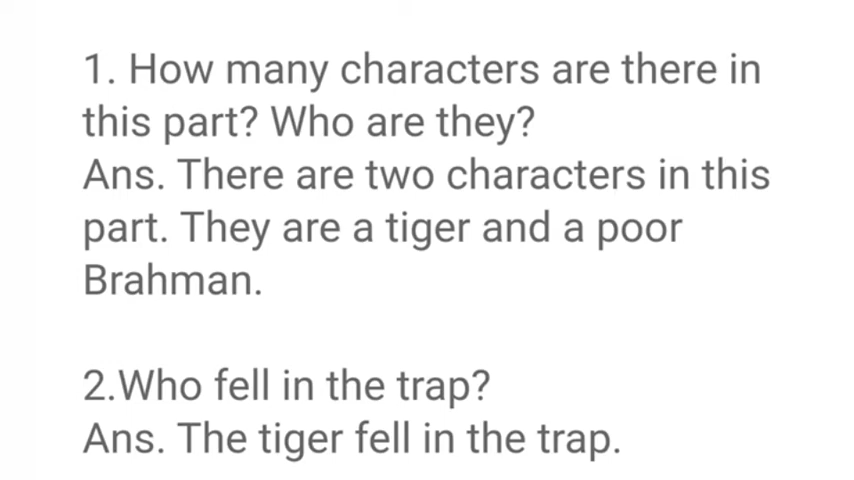 1. How many characters are there in
this part? Who are they?
Ans. There are two characters in this
part. They are a tiger and a poor
Brahman.
2.Who fell in the trap?
Ans. The tiger fell in the trap.